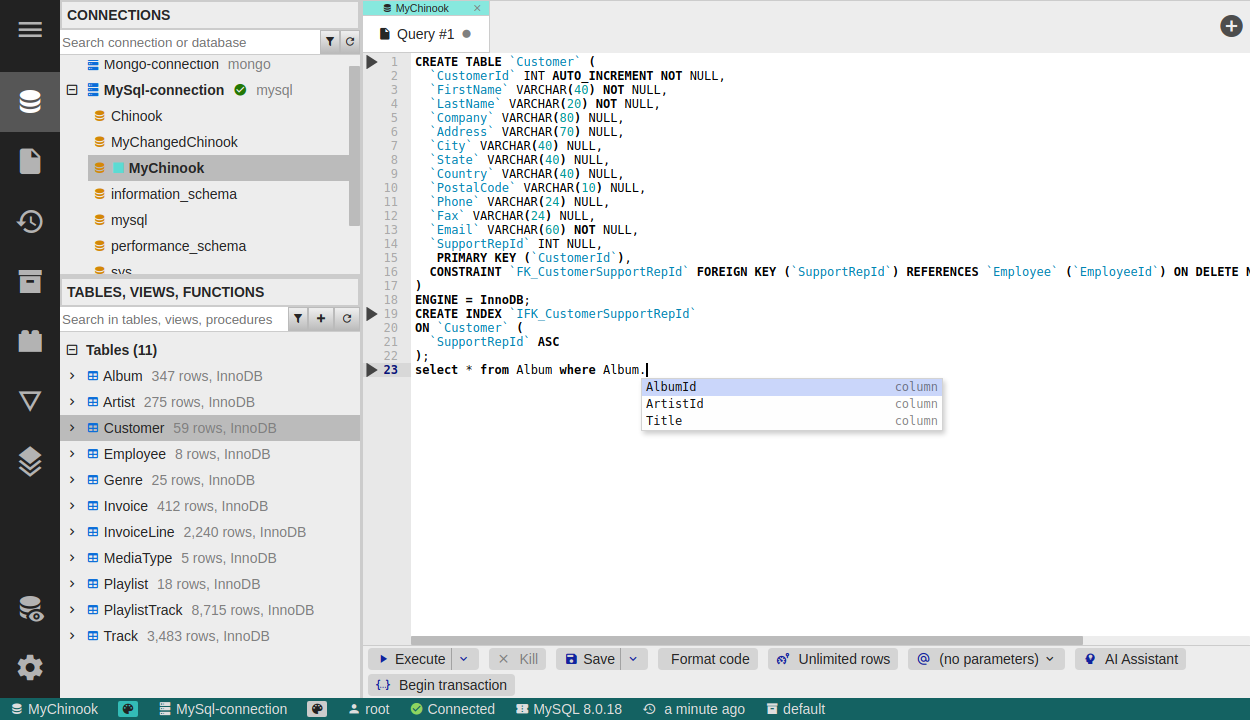 CONNECTIONS
Search connection or database
Mongo-connection mongo
MySql-connection mysql
Chinook
MyChangedChinook
MyChinook
information_schema
mysql
performance_schema
sys
TABLES, VIEWS, FUNCTIONS
Search in tables, views, procedures
Tables (11)
Album 347 rows, InnoDB
Artist 275 rows, InnoDB
Customer 59 rows, InnoDB
Employee 8 rows, InnoDB
Genre 25 rows, InnoDB
Invoice 412 rows, InnoDB
InvoiceLine 2,240 rows, InnoDB
MediaType 5 rows, InnoDB
Playlist 18 rows, InnoDB
PlaylistTrack 8,715 rows, InnoDB
Track 3,483 rows, InnoDB
MyChinook
Query #1
1 CREATE TABLE `Customer` (
2 `CustomerId` INT AUTO_INCREMENT NOT NULL,
3 `FirstName` VARCHAR(40) NOT NULL,
4 `LastName` VARCHAR(20) NOT NULL,
5 `Company` VARCHAR(80) NULL,
6 `Address` VARCHAR(70) NULL,
7 `City` VARCHAR(40) NULL,
8 `State` VARCHAR(40) NULL,
9 `Country` VARCHAR(40) NULL,
10 `PostalCode` VARCHAR(10) NULL,
11 `Phone` VARCHAR(24) NULL,
12 `Fax` VARCHAR(24) NULL,
13 `Email` VARCHAR(60) NOT NULL,
14 `SupportRepId` INT NULL,
15 PRIMARY KEY (`CustomerId`),
16 CONSTRAINT `FK_CustomerSupportRepId` FOREIGN KEY (`SupportRepId`) REFERENCES `Employee` (`EmployeeId`) ON DELETE N
17 )
18 ENGINE = InnoDB;
19 CREATE INDEX `IFK_CustomerSupportRepId`
20 ON `Customer` (
21 `SupportRepId` ASC
22 );
23 select * from Album where Album.
AlbumId column
ArtistId column
Title column
Execute Kill Save Format code Unlimited rows (no parameters) AI Assistant
Begin transaction
MyChinook MySql-connection root Connected MySQL 8.0.18 a minute ago default